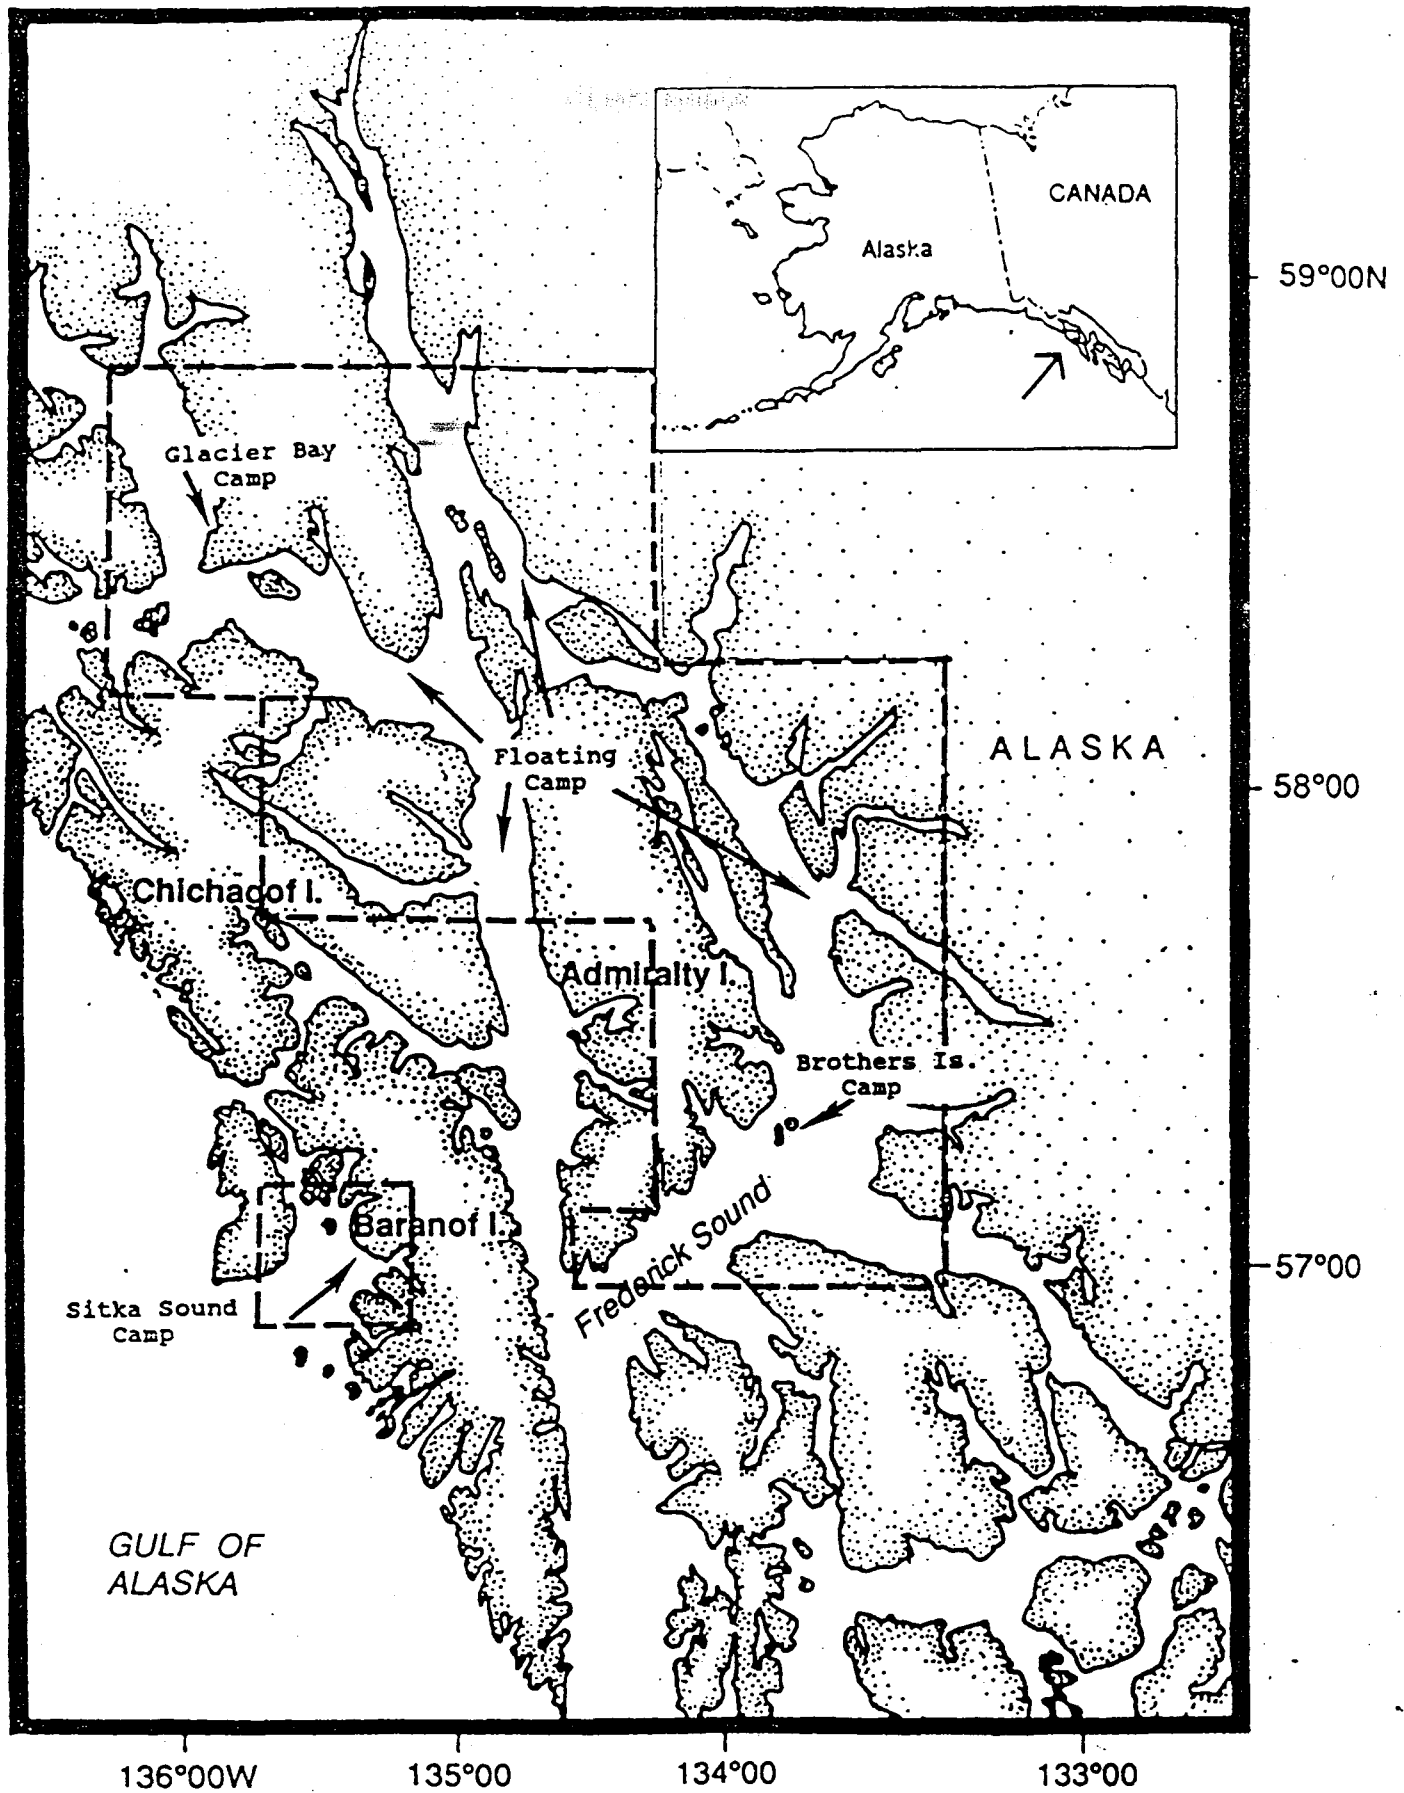 CANADA
Alaska
59°00N
Glacier Bay
Camp
Floating
Camp
ALASKA
58°00
Chichagof I.
Admiralty I.
Brothers Is.
Camp
Frederick Sound
Baranof I.
57°00
Sitka Sound
Camp
GULF OF
ALASKA
136°00W
135°00
134°00
133°00